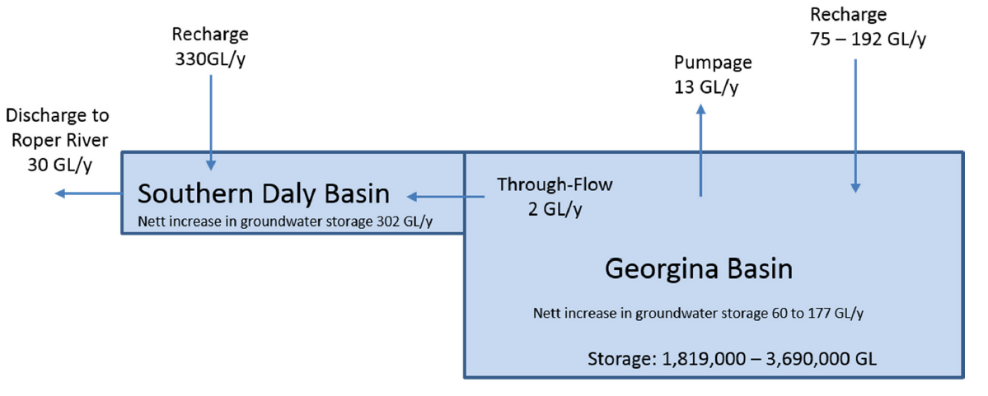 Recharge
75 – 192 GL/y
Recharge
330GL/y
Pumpage
13 GL/y
Discharge to
Roper River
30 GL/y
Southern Daly Basin
Nett increase in groundwater storage 302 GL/y
Through-Flow
2 GL/y
Georgina Basin
Nett increase in groundwater storage 60 to 177 GL/y
Storage: 1,819,000 – 3,690,000 GL